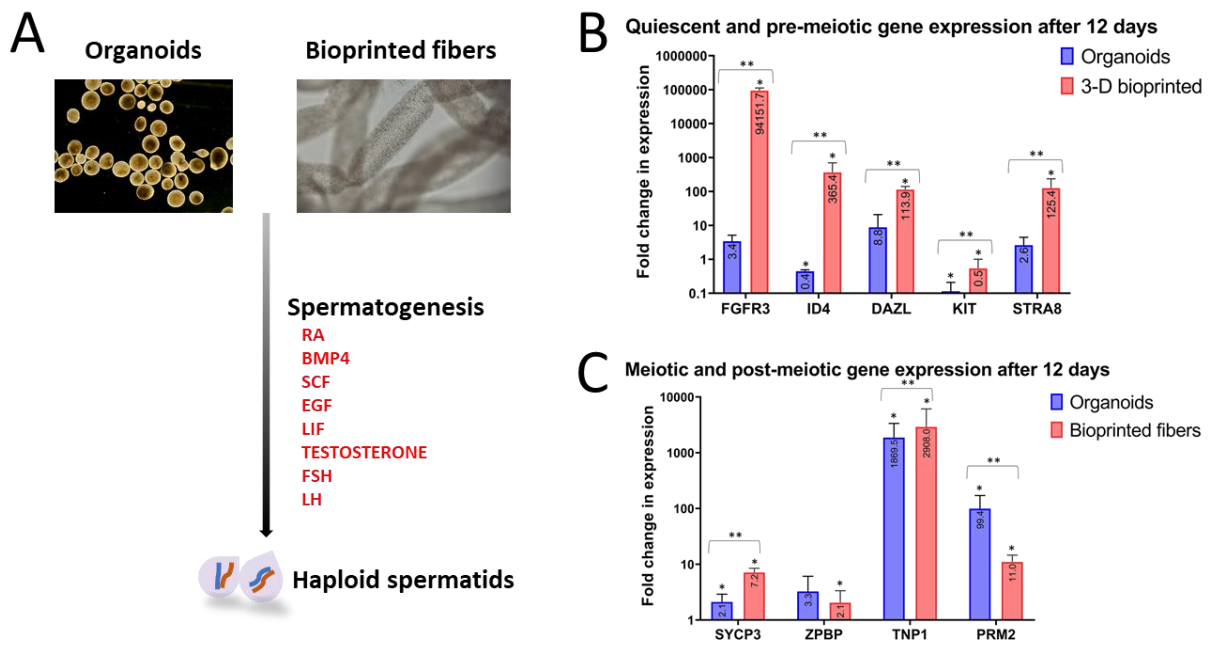 A
Organoids
Bioprinted fibers
Spermatogenesis
RA
BMP4
SCF
EGF
LIF
TESTOSTERONE
FSH
LH
Haploid spermatids
B
Quiescent and pre-meiotic gene expression after 12 days
Organoids
3-D bioprinted
Fold change in expression
1000000
100000
10000
1000
100
10
1
0.1
**
*
3.4
94151.7
**
*
*
0.4
365.4
**
*
8.8
113.9
**
*
*
0.5
**
*
2.6
125.4
FGFR3 ID4 DAZL KIT STRA8
C
Meiotic and post-meiotic gene expression after 12 days
Organoids
Bioprinted fibers
Fold change in expression
10000
1000
100
10
1
**
*
*
2.1
7.2
*
3.3
2.1
**
*
*
1869.5
2908.0
**
*
*
99.4
11.0
SYCP3 ZPBP TNP1 PRM2